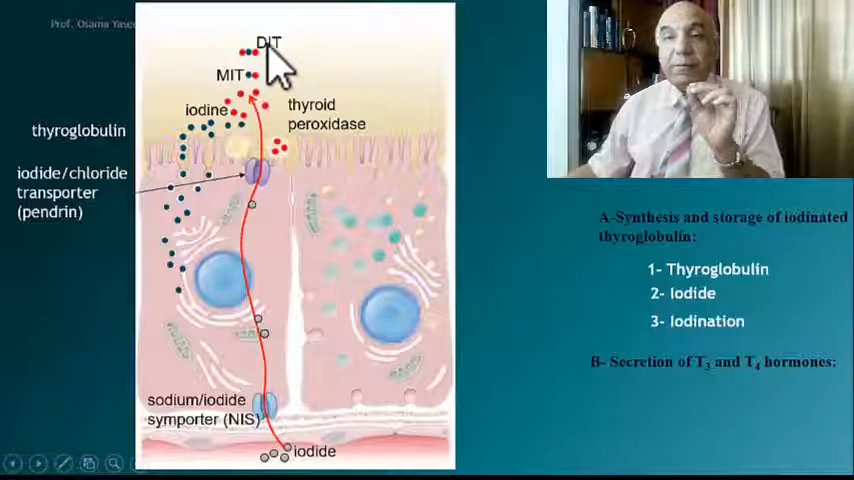 Prof. Osama Yasee
DIT
MIT
iodine
thyroid
peroxidase
thyroglobulin
iodide/chloride
transporter
(pendrin)
sodium/iodide
symporter (NIS)
iodide
A-Synthesis and storage of iodinated
thyroglobulin:
1- Thyroglobulin
2- Iodide
3- Iodination
B- Secretion of T3 and T4 hormones: